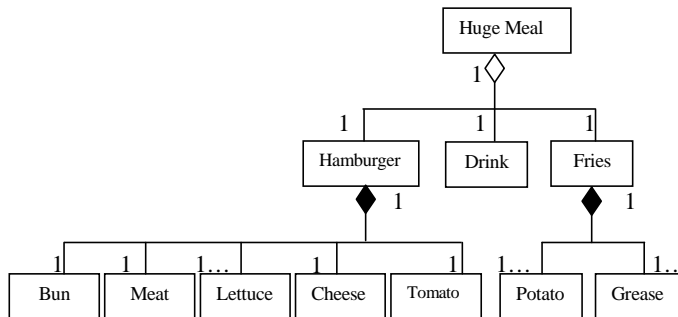 Huge Meal
1
1 1 1
Hamburger Drink Fries
1 1
1 1 1… 1 1 1… 1…
Bun Meat Lettuce Cheese Tomato Potato Grease